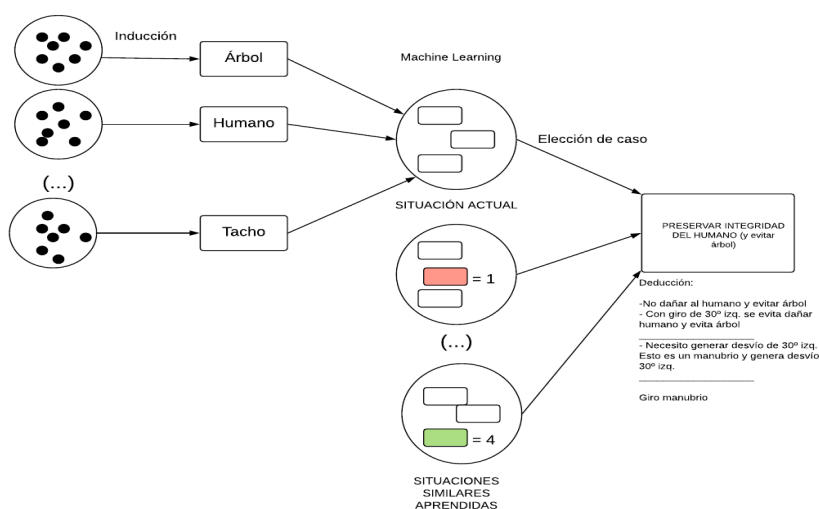 Inducción
Árbol
Machine Learning
Humano
Elección de caso
(...)
Tacho
SITUACIÓN ACTUAL
PRESERVAR INTEGRIDAD
DEL HUMANO (y evitar
árbol)
= 1
Deducción:
-No dañar al humano y evitar árbol
- Con giro de 30º izq. se evita dañar
humano y evita árbol
- Necesito generar desvío de 30º izq.
Esto es un manubrio y genera desvío
30º izq.
Giro manubrio
(...)
= 4
SITUACIONES
SIMILARES
APRENDIDAS